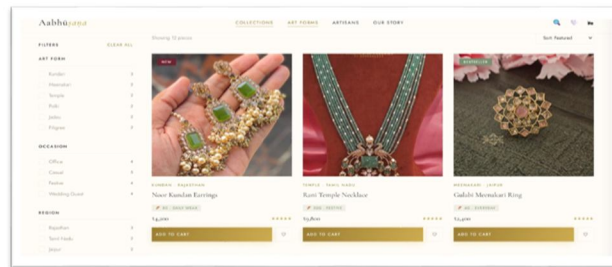 Aabhūṣaṇa
COLLECTIONS ART FORMS ARTISANS OUR STORY
Showing 12 pieces
Sort: Featured
FILTERS CLEAR ALL
ART FORM
Kundan
Meenakari
Temple
Polki
Jadau
Filigree
OCCASION
Office
Casual
Festive
Wedding Guest
REGION
Rajasthan
Tamil Nadu
Jaipur
NEW
KUNDAN · RAJASTHAN
Noor Kundan Earrings
ADD TO CART
TEMPLE · TAMIL NADU
Rani Temple Necklace
ADD TO CART
BESTSELLER
MEENAKARI · JAIPUR
Gulabi Meenakari Ring
ADD TO CART